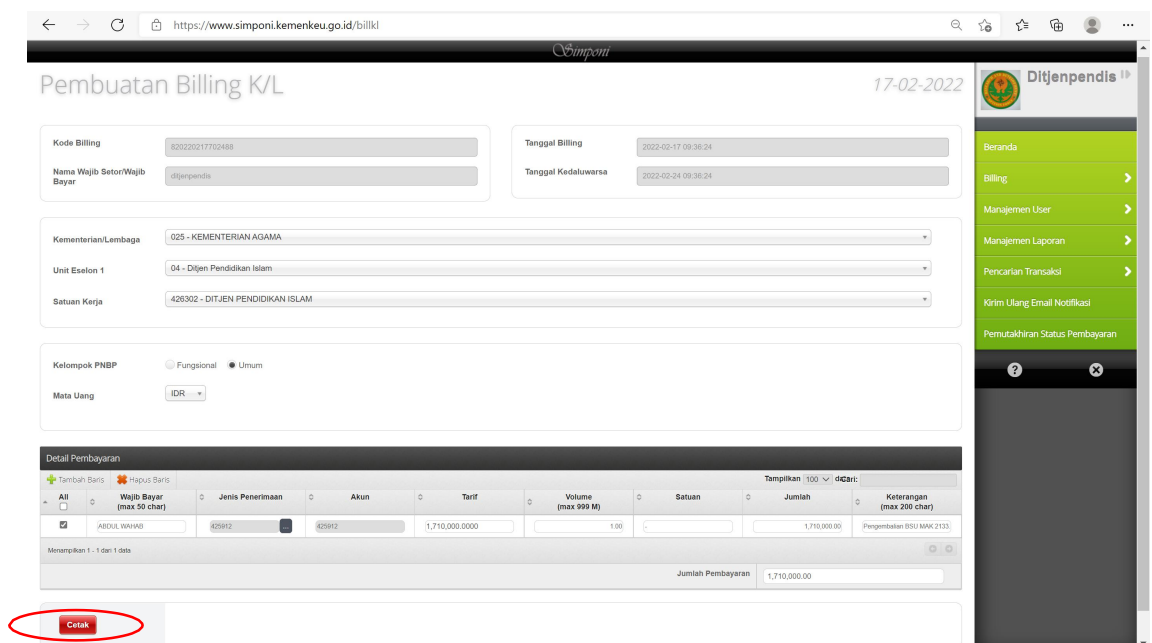 https://www.simponi.kemenkeu.go.id/billkl
Simponi
Pembuatan Billing K/L
17-02-2022
Ditjenpendis
Kode Billing
820220217702488
Tanggal Billing
2022-02-17 09:36:24
Nama Wajib Setor/Wajib Bayar
ditjenpendis
Tanggal Kedaluwarsa
2022-02-24 09:36:24
Kementerian/Lembaga
025 - KEMENTERIAN AGAMA
Unit Eselon 1
04 - Ditjen Pendidikan Islam
Satuan Kerja
426302 - DITJEN PENDIDIKAN ISLAM
Kelompok PNBP
Fungsional Umum
Mata Uang
IDR
Beranda
Billing
Manajemen User
Manajemen Laporan
Pencarian Transaksi
Kirim Ulang Email Notifikasi
Pemutakhiran Status Pembayaran
Detail Pembayaran
Tambah Baris Hapus Baris
Tampilkan 100 Cari:
All Wajib Bayar (max 50 char) Jenis Penerimaan Akun Tarif Volume (max 999 M) Satuan Jumlah Keterangan (max 200 char)
ABDUL WAHAB 425912 ... 425912 1,710,000.0000 1.00 - 1,710,000.00 Pengembalian BSU MAK 2133
Menampilkan 1 - 1 dari 1 data
Jumlah Pembayaran 1,710,000.00
Cetak